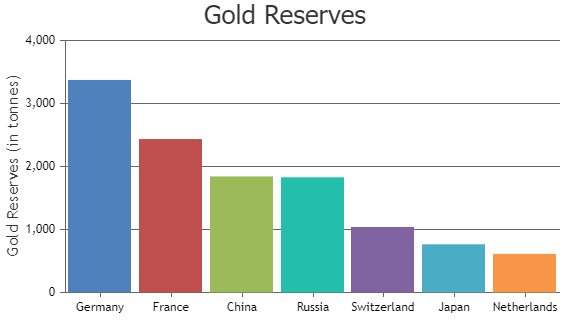 Gold Reserves
Gold Reserves (in tonnes)
4,000
3,000
2,000
1,000
0
Germany France China Russia Switzerland Japan Netherlands